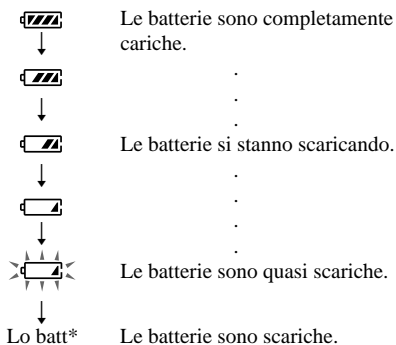 Le batterie sono completamente
cariche.
.
.
.
Le batterie si stanno scaricando.
.
.
.
.
Le batterie sono quasi scariche.
Lo batt* Le batterie sono scariche.